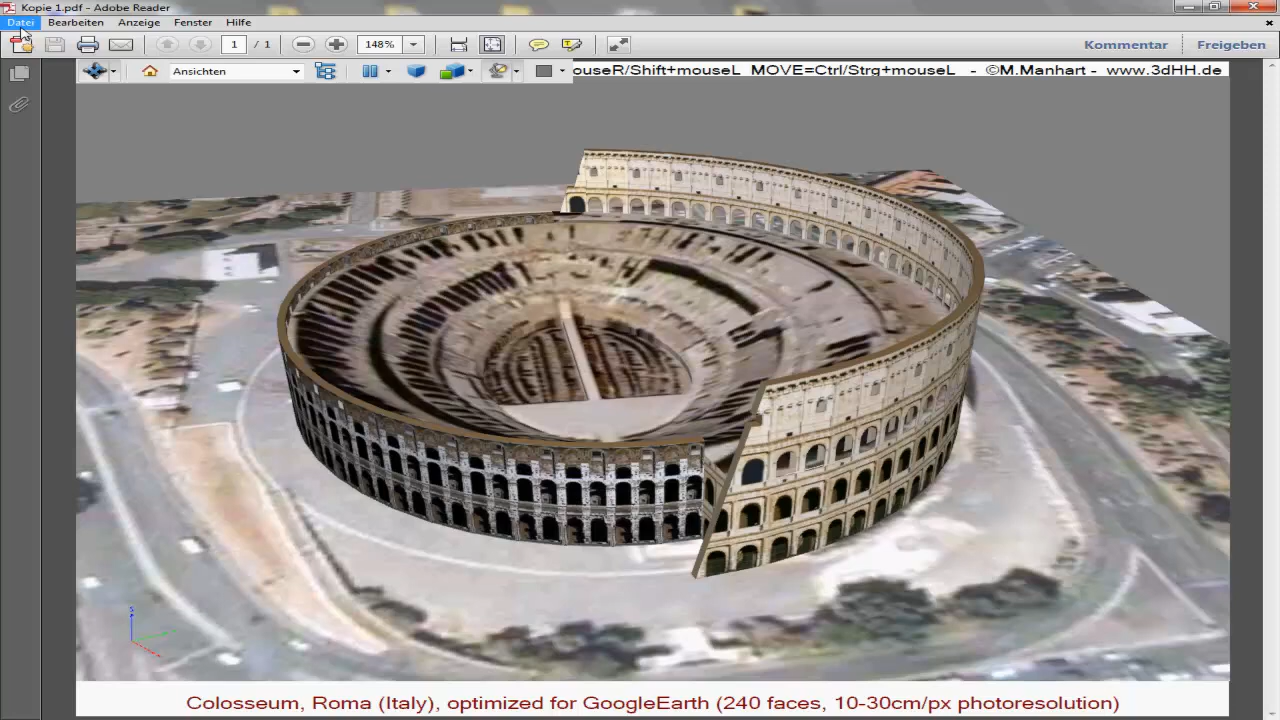 Kopie 1.pdf - Adobe Reader
Datei Bearbeiten Anzeige Fenster Hilfe
1 / 1 148% Kommentar Freigeben
Ansichten
ouseR/Shift+mouseL MOVE=Ctrl/Strg+mouseL - ©M.Manhart - www.3dHH.de
Colosseum, Roma (Italy), optimized for GoogleEarth (240 faces, 10-30cm/px photoresolution)